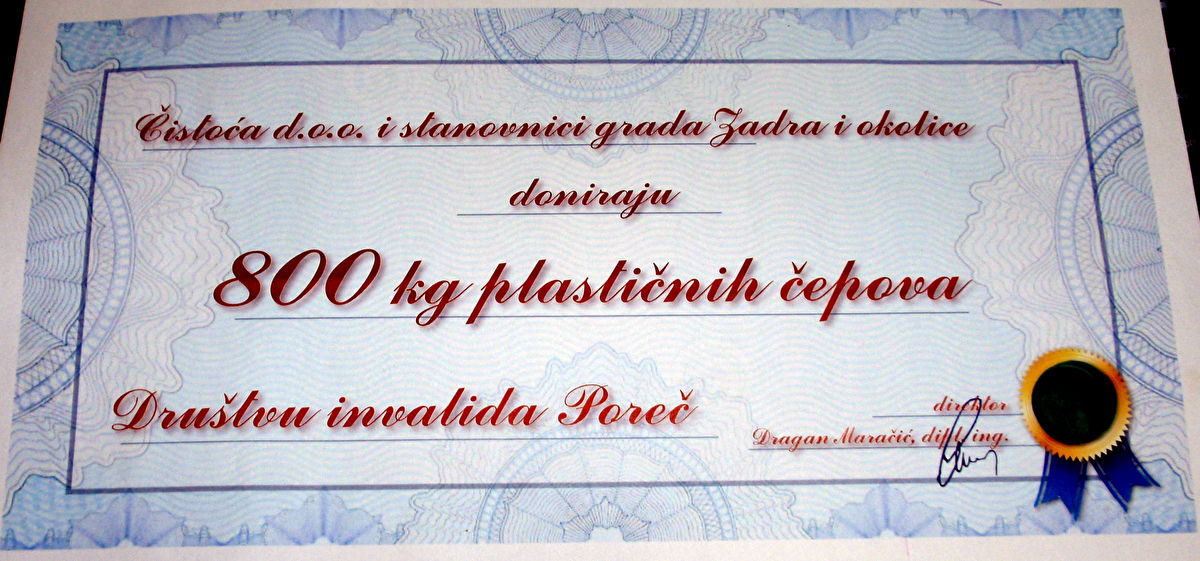 Čistoća d.o.o. i stanovnici grada Zadra i okolice
doniraju
800 kg plastičnih čepova
Društvu invalida Poreč
direktor
Dragan Maračić, dipl. ing.